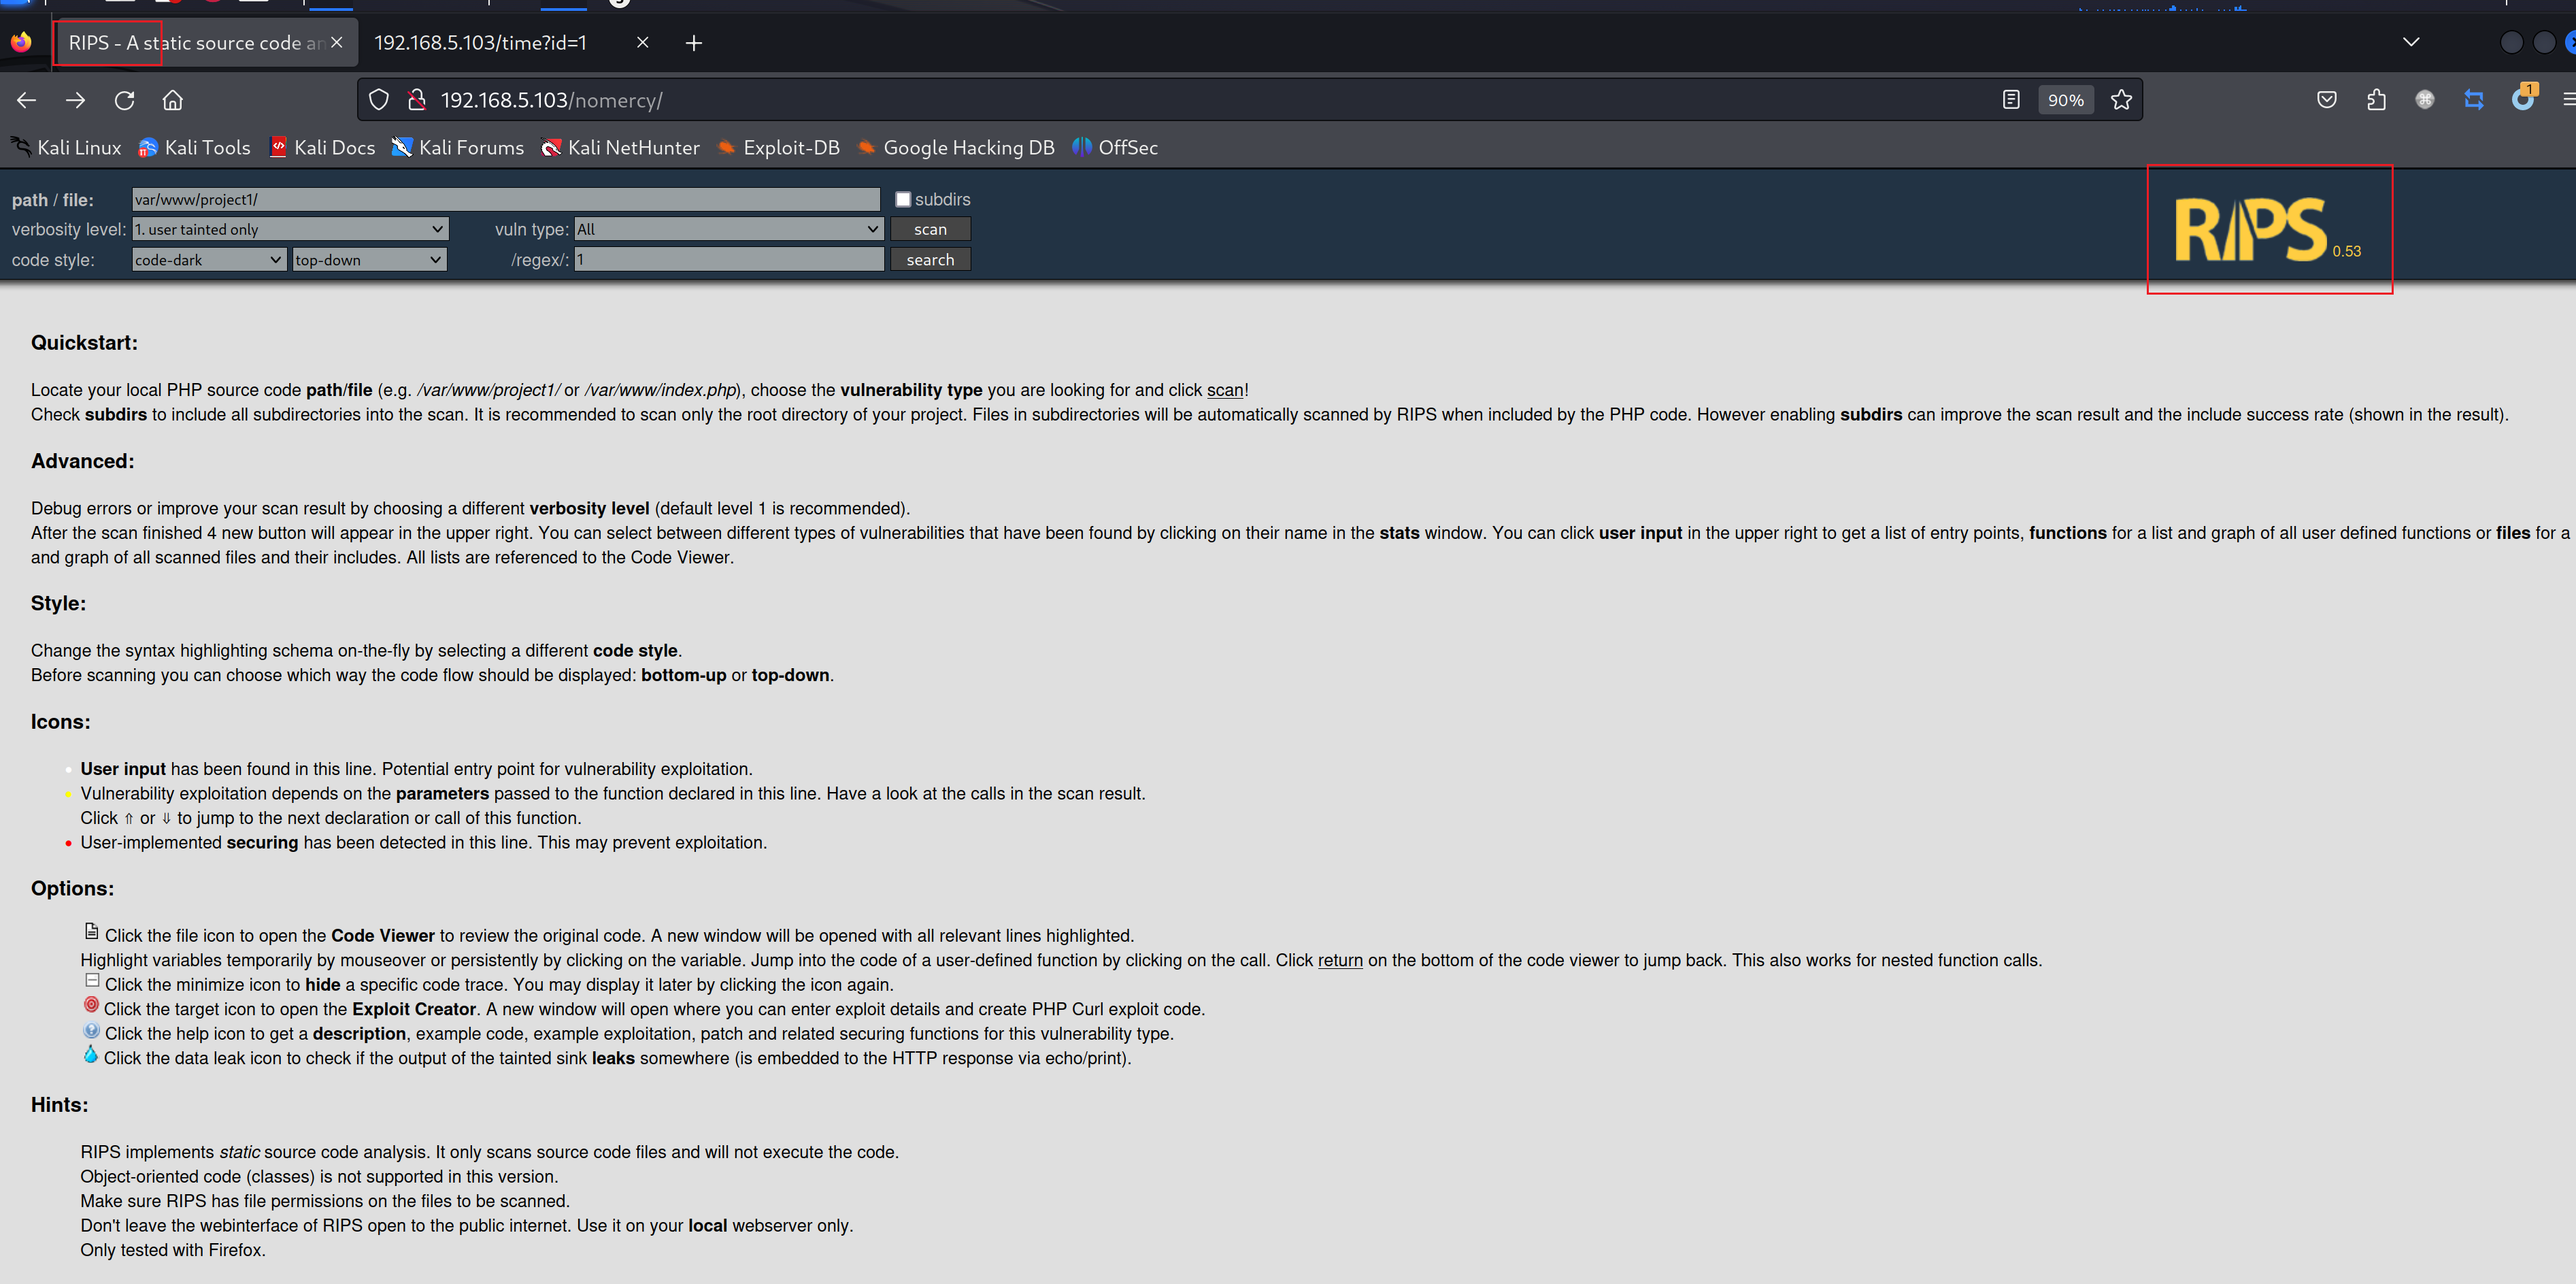 RIPS - A static source code an
192.168.5.103/time?id=1
192.168.5.103/nomercy/
90%
1
Kali Linux Kali Tools Kali Docs Kali Forums Kali NetHunter Exploit-DB Google Hacking DB OffSec
path / file: var/www/project1/ subdirs
verbosity level: 1. user tainted only vuln type: All scan
code style: code-dark top-down /regex/: 1 search
RIPS 0.53
Quickstart:
Locate your local PHP source code path/file (e.g. /var/www/project1/ or /var/www/index.php), choose the vulnerability type you are looking for and click scan!
Check subdirs to include all subdirectories into the scan. It is recommended to scan only the root directory of your project. Files in subdirectories will be automatically scanned by RIPS when included by the PHP code. However enabling subdirs can improve the scan result and the include success rate (shown in the result).
Advanced:
Debug errors or improve your scan result by choosing a different verbosity level (default level 1 is recommended).
After the scan finished 4 new button will appear in the upper right. You can select between different types of vulnerabilities that have been found by clicking on their name in the stats window. You can click user input in the upper right to get a list of entry points, functions for a list and graph of all user defined functions or files for a
and graph of all scanned files and their includes. All lists are referenced to the Code Viewer.
Style:
Change the syntax highlighting schema on-the-fly by selecting a different code style.
Before scanning you can choose which way the code flow should be displayed: bottom-up or top-down.
Icons:
User input has been found in this line. Potential entry point for vulnerability exploitation.
Vulnerability exploitation depends on the parameters passed to the function declared in this line. Have a look at the calls in the scan result.
Click ⇑ or ⇓ to jump to the next declaration or call of this function.
User-implemented securing has been detected in this line. This may prevent exploitation.
Options:
Click the file icon to open the Code Viewer to review the original code. A new window will be opened with all relevant lines highlighted.
Highlight variables temporarily by mouseover or persistently by clicking on the variable. Jump into the code of a user-defined function by clicking on the call. Click return on the bottom of the code viewer to jump back. This also works for nested function calls.
Click the minimize icon to hide a specific code trace. You may display it later by clicking the icon again.
Click the target icon to open the Exploit Creator. A new window will open where you can enter exploit details and create PHP Curl exploit code.
Click the help icon to get a description, example code, example exploitation, patch and related securing functions for this vulnerability type.
Click the data leak icon to check if the output of the tainted sink leaks somewhere (is embedded to the HTTP response via echo/print).
Hints:
RIPS implements static source code analysis. It only scans source code files and will not execute the code.
Object-oriented code (classes) is not supported in this version.
Make sure RIPS has file permissions on the files to be scanned.
Don't leave the webinterface of RIPS open to the public internet. Use it on your local webserver only.
Only tested with Firefox.